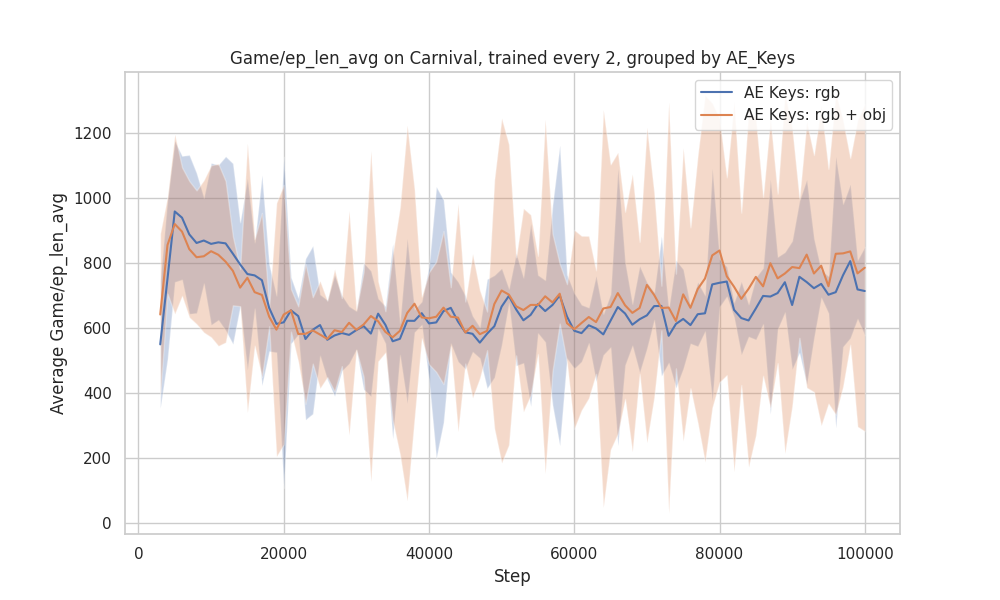 Game/ep_len_avg on Carnival, trained every 2, grouped by AE_Keys
AE Keys: rgb
AE Keys: rgb + obj
Average Game/ep_len_avg
1200
1000
800
600
400
200
0
0 20000 40000 60000 80000 100000
Step